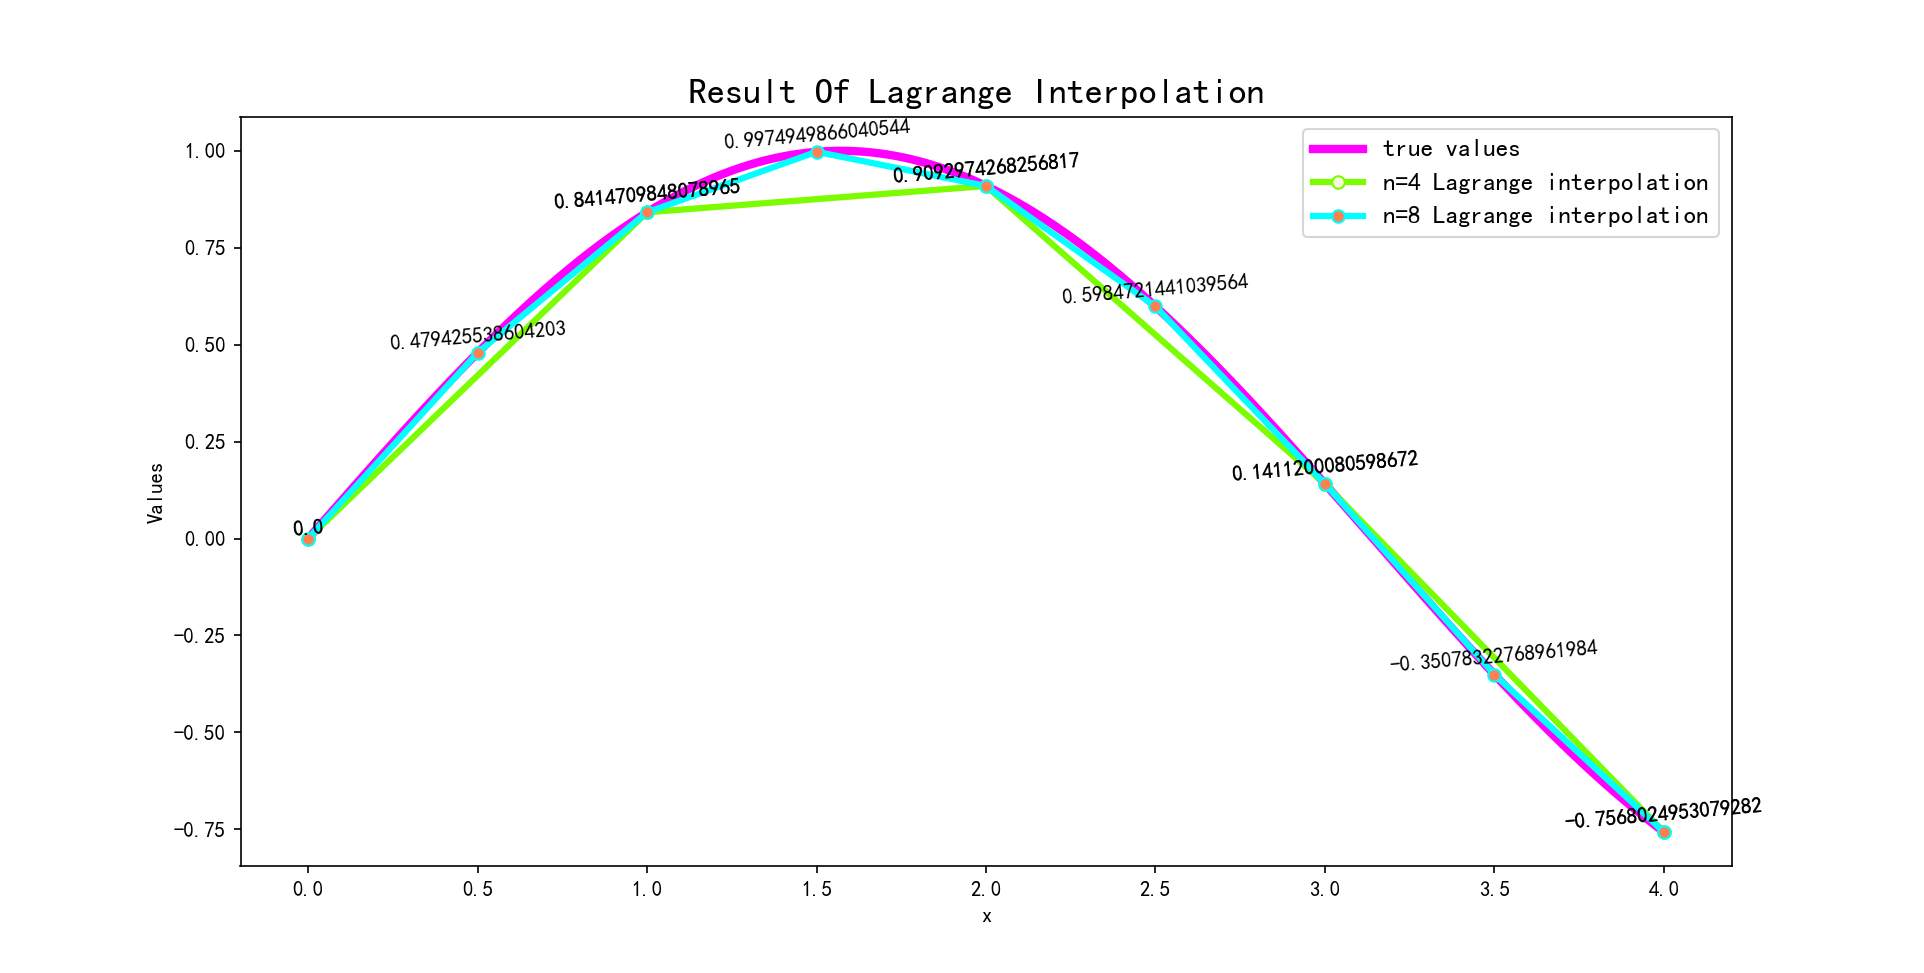 Result Of Lagrange Interpolation
true values
n=4 Lagrange interpolation
n=8 Lagrange interpolation
Values
1.00
0.75
0.50
0.25
0.00
−0.25
−0.50
−0.75
0.0
0.479425538604203
0.8414709848078965
0.9974949866040544
0.9092974268256817
0.5984721441039564
0.1411200080598672
−0.35078322768961984
−0.7568024953079282
0.0 0.5 1.0 1.5 2.0 2.5 3.0 3.5 4.0
x